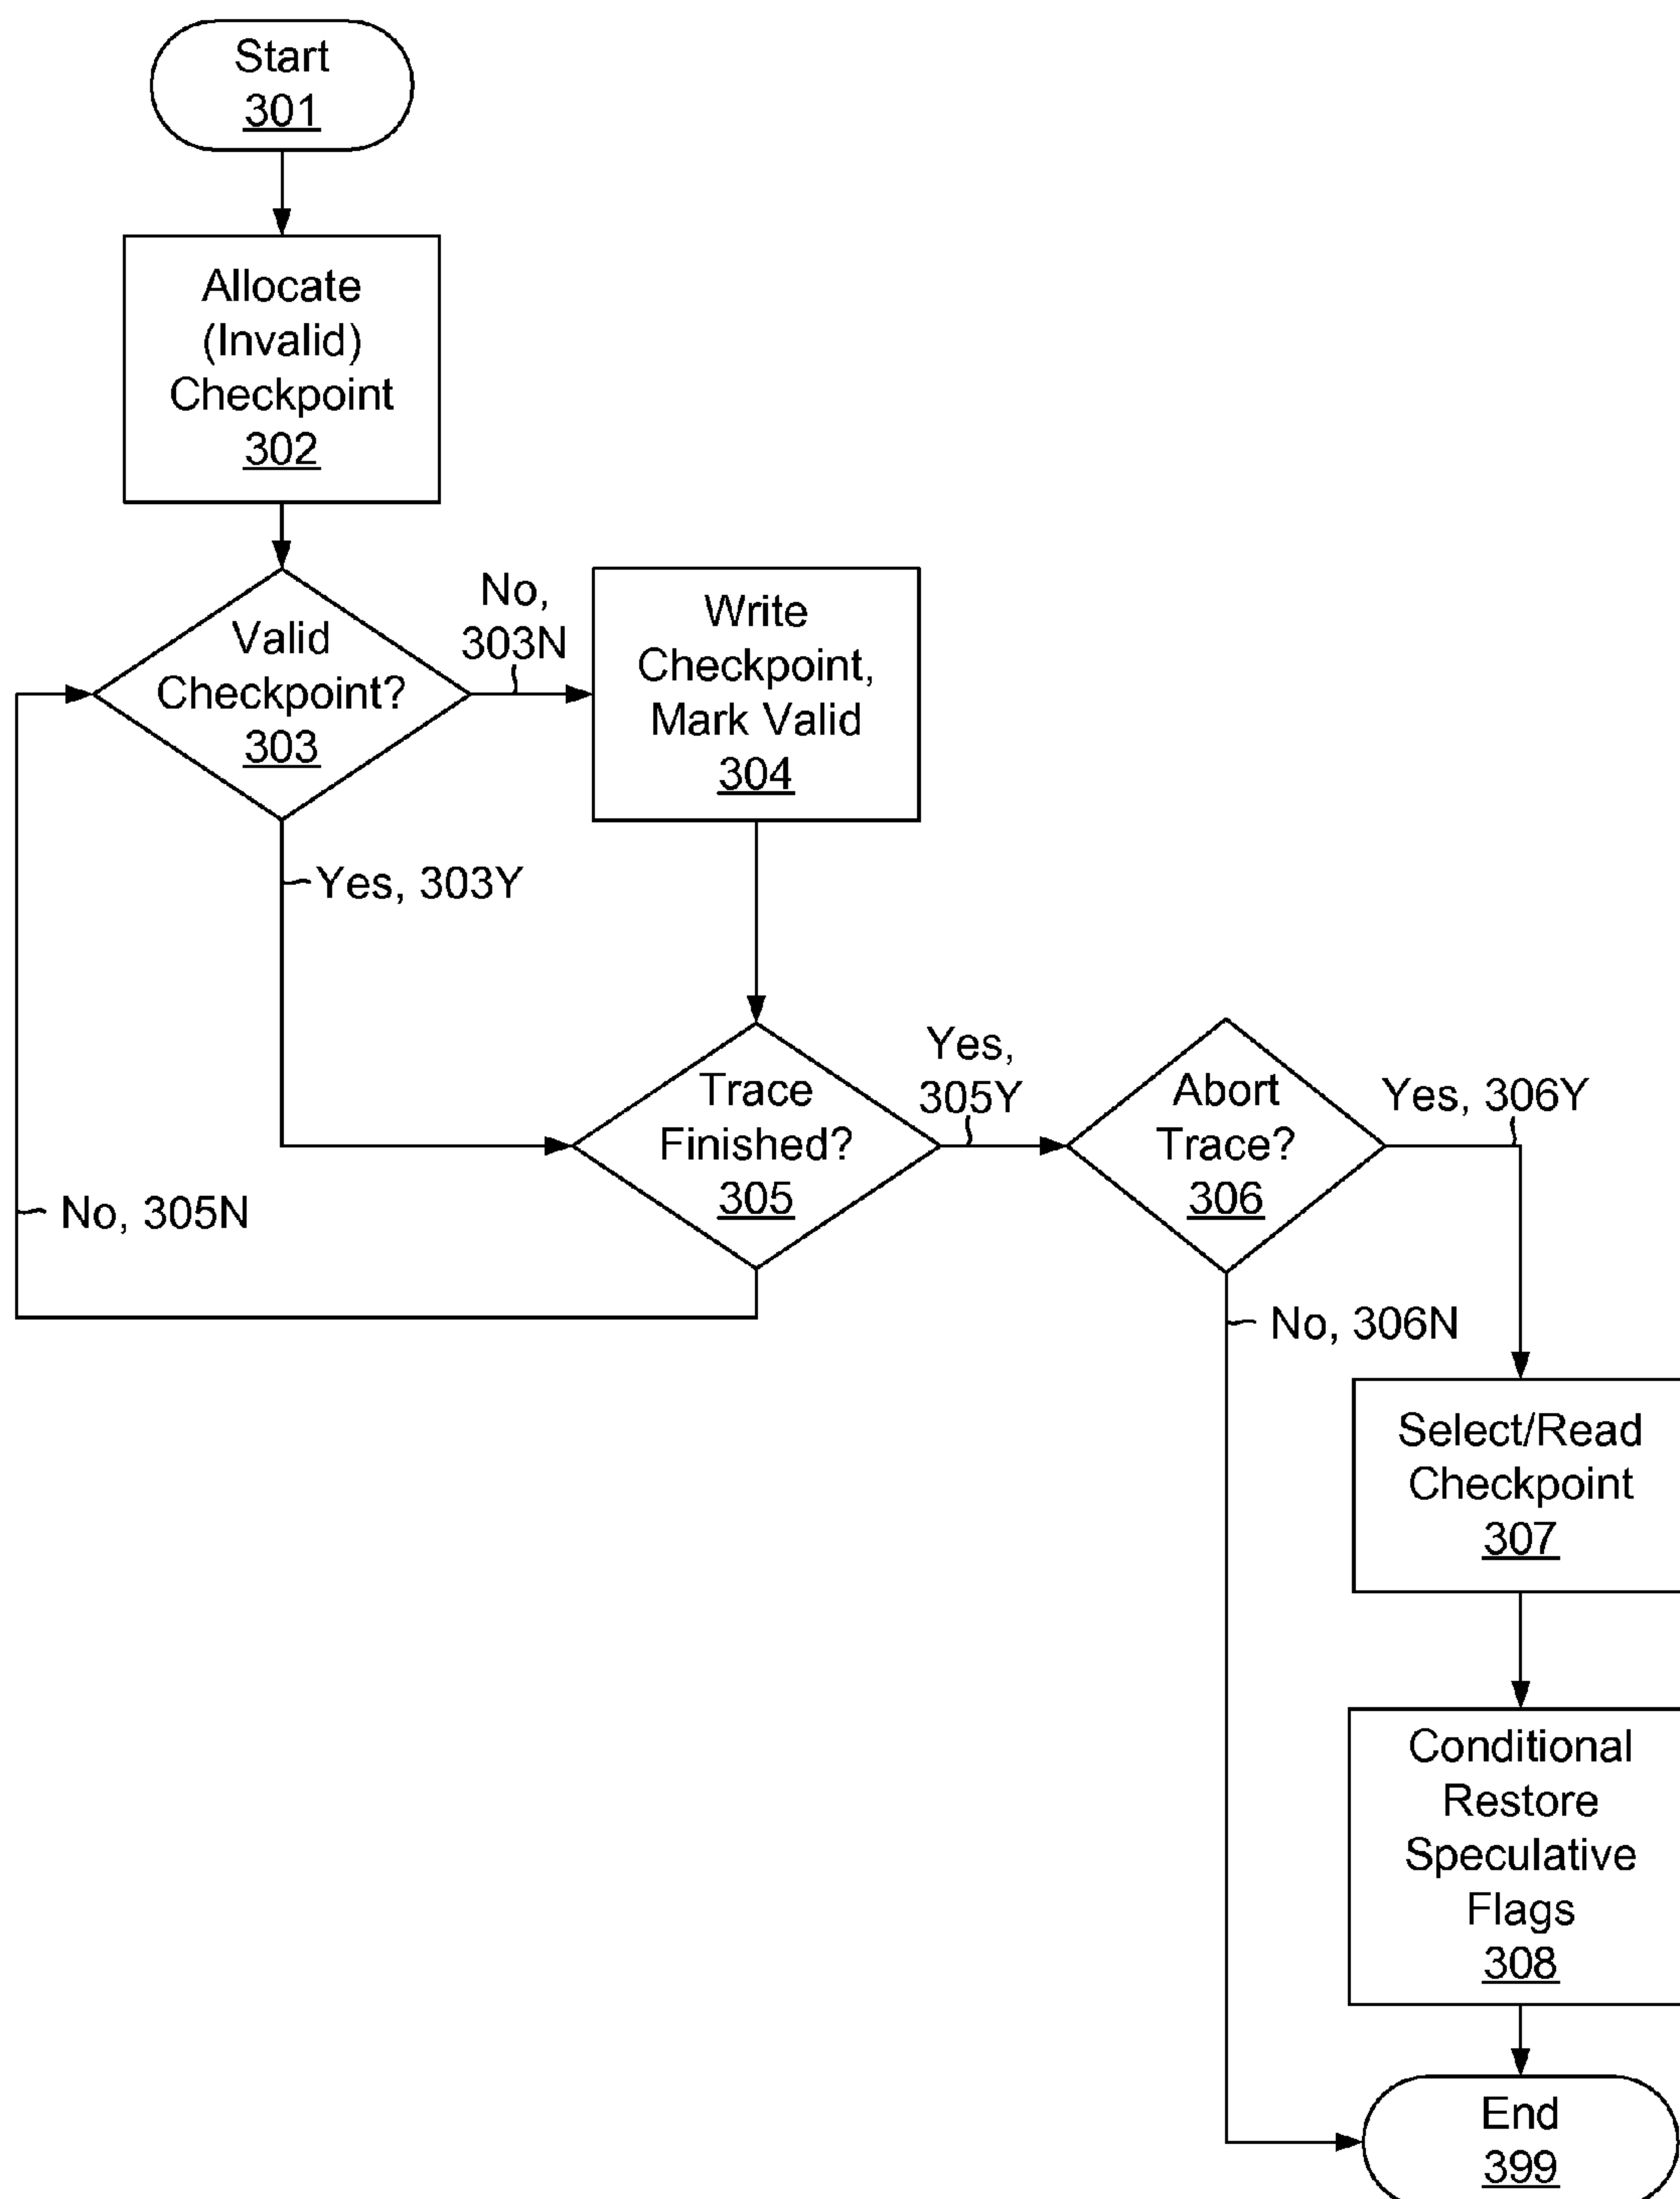 Start
301
Allocate
(Invalid)
Checkpoint
302
Valid
Checkpoint?
303
No,
303N
Write
Checkpoint,
Mark Valid
304
Yes, 303Y
Trace
Finished?
305
Yes,
305Y
Abort
Trace?
306
Yes, 306Y
No, 305N
No, 306N
Select/Read
Checkpoint
307
Conditional
Restore
Speculative
Flags
308
End
399